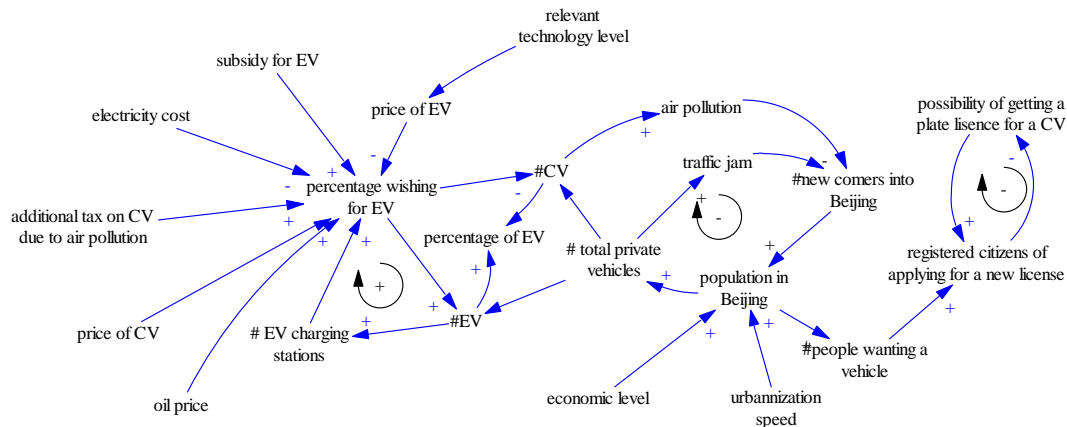 relevant
technology level
subsidy for EV
price of EV
-
electricity cost
+
-
percentage wishing
for EV
additional tax on CV
due to air pollution
+
+
+
+
price of CV
oil price
# EV charging
stations
+
+
#EV
+
percentage of EV
+
-
#CV
+
air pollution
traffic jam
+
-
-
#new comers into
Beijing
# total private
vehicles
+
+
population in
Beijing
+
+
economic level
urbannization
speed
#people wanting a
vehicle
+
possibility of getting a
plate lisence for a CV
-
-
+
registered citizens of
applying for a new license